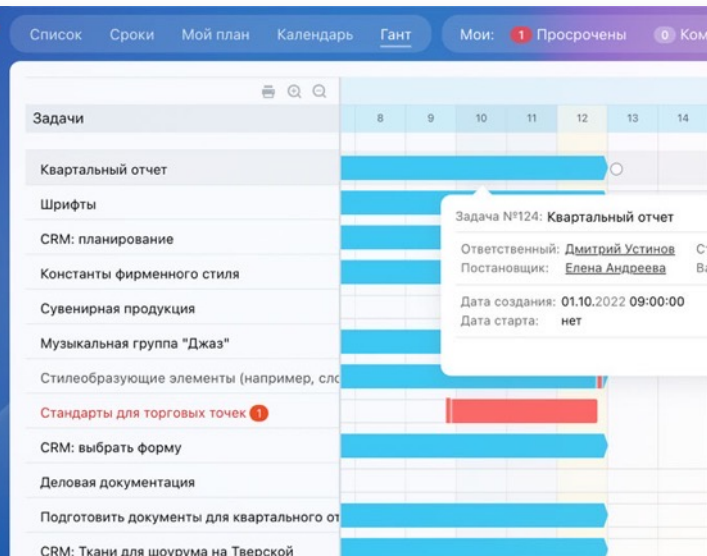 Список Сроки Мой план Календарь Гант Мои: 1 Просрочены 0 Ком
Задачи 8 9 10 11 12 13 14
Квартальный отчет
Шрифты
Задача №124: Квартальный отчет
CRM: планирование
Ответственный: Дмитрий Устинов
Постановщик: Елена Андреева
Константы фирменного стиля
Дата создания: 01.10.2022 09:00:00
Сувенирная продукция
Дата старта: нет
Музыкальная группа "Джаз"
Стилеобразующие элементы (например, сло
Стандарты для торговых точек 1
CRM: выбрать форму
Деловая документация
Подготовить документы для квартального от
CRM: Ткани для шоурума на Тверской